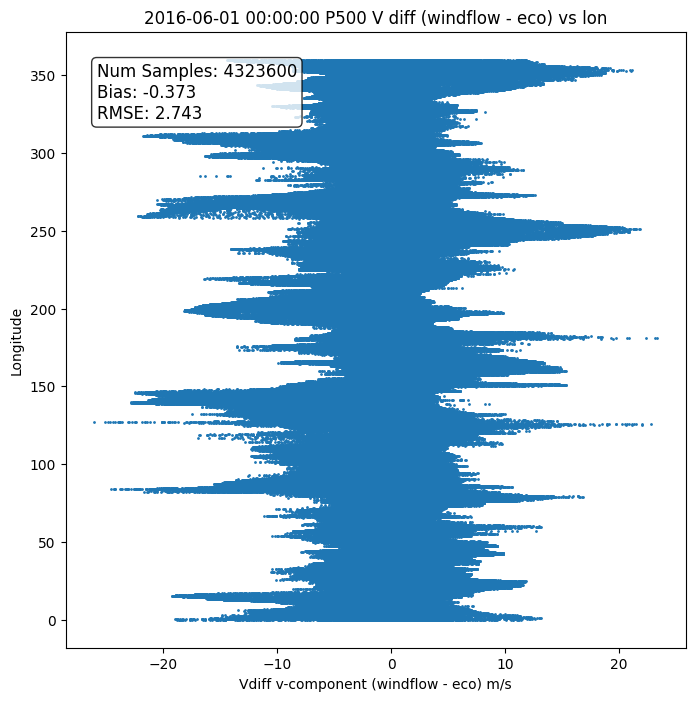 2016-06-01 00:00:00 P500 V diff (windflow - eco) vs lon
Num Samples: 4323600
Bias: -0.373
RMSE: 2.743
350
300
250
200
150
100
50
0
Longitude
−20
−10
0
10
20
Vdiff v-component (windflow - eco) m/s